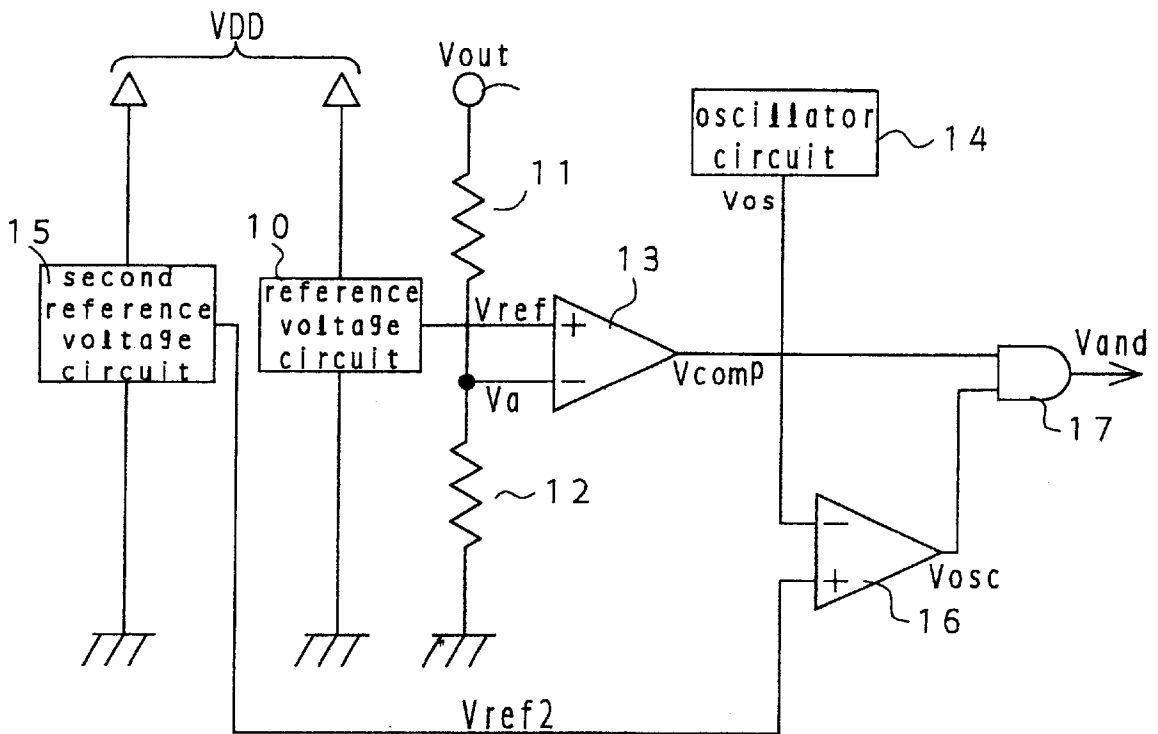 VDD
Vout
oscillator
circuit
14
Vos
11
15
second
reference
voltage
circuit
10
reference
voltage
circuit
Vref
13
+
−
Va
Vcomp
Vand
17
12
−
+
Vosc
16
Vref2